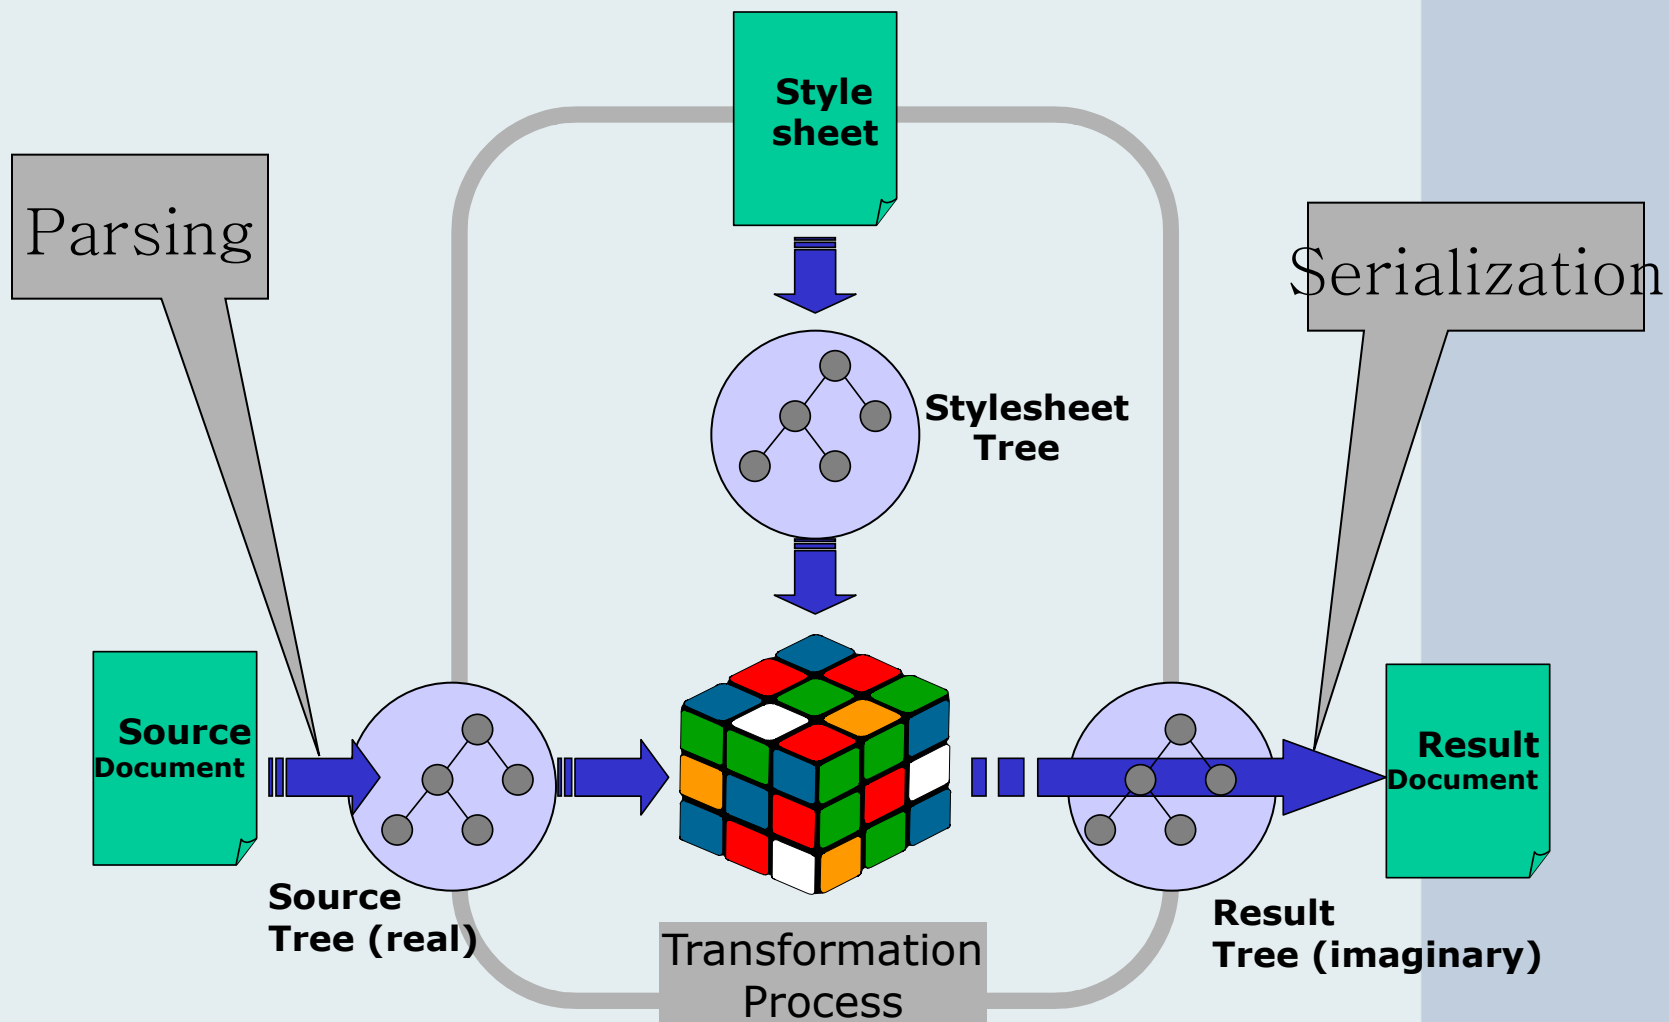 Style
sheet
Parsing
Serialization
Stylesheet
Tree
Source
Document
Result
Document
Source
Tree (real)
Result
Tree (imaginary)
Transformation
Process